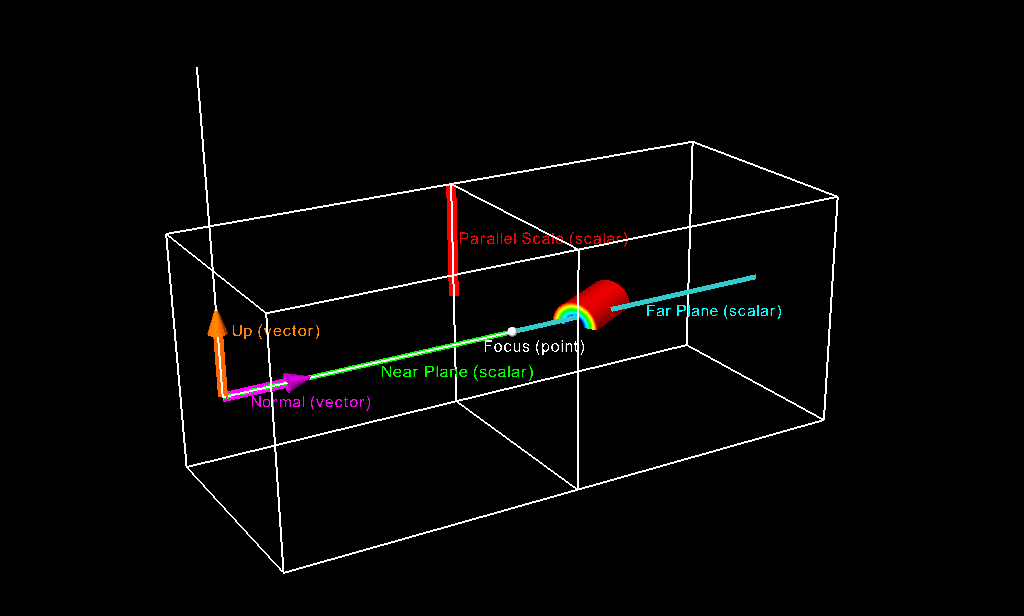 Parallel Scale (scalar)
Far Plane (scalar)
Up (vector)
Focus (point)
Near Plane (scalar)
Normal (vector)